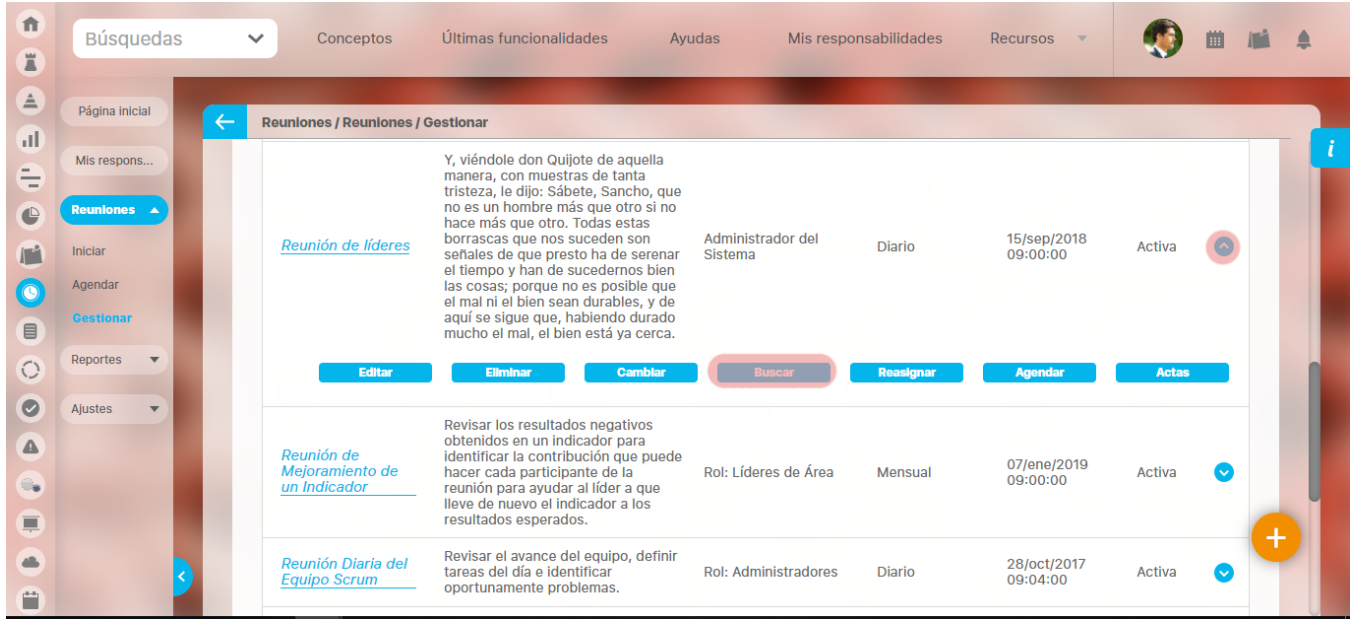 Búsquedas
Conceptos
Últimas funcionalidades
Ayudas
Mis responsabilidades
Recursos
Página inicial
Mis respons...
Reuniones
Iniciar
Agendar
Gestionar
Reportes
Ajustes
Reuniones / Reuniones / Gestionar
i
Reunión de líderes
Y, viéndole don Quijote de aquella
manera, con muestras de tanta
tristeza, le dijo: Sábete, Sancho, que
no es un hombre más que otro si no
hace más que otro. Todas estas
borrascas que nos suceden son
señales de que presto ha de serenar
el tiempo y han de sucedernos bien
las cosas; porque no es posible que
el mal ni el bien sean durables, y de
aquí se sigue que, habiendo durado
mucho el mal, el bien está ya cerca.
Administrador del
Sistema
Diario
15/sep/2018
09:00:00
Activa
Editar
Eliminar
Cambiar
Buscar
Reasignar
Agendar
Actas
Reunión de
Mejoramiento de
un Indicador
Revisar los resultados negativos
obtenidos en un indicador para
identificar la contribución que puede
hacer cada participante de la
reunión para ayudar al líder a que
lleve de nuevo el indicador a los
resultados esperados.
Rol: Líderes de Área
Mensual
07/ene/2019
09:00:00
Activa
Reunión Diaria del
Equipo Scrum
Revisar el avance del equipo, definir
tareas del día e identificar
oportunamente problemas.
Rol: Administradores
Diario
28/oct/2017
09:04:00
Activa